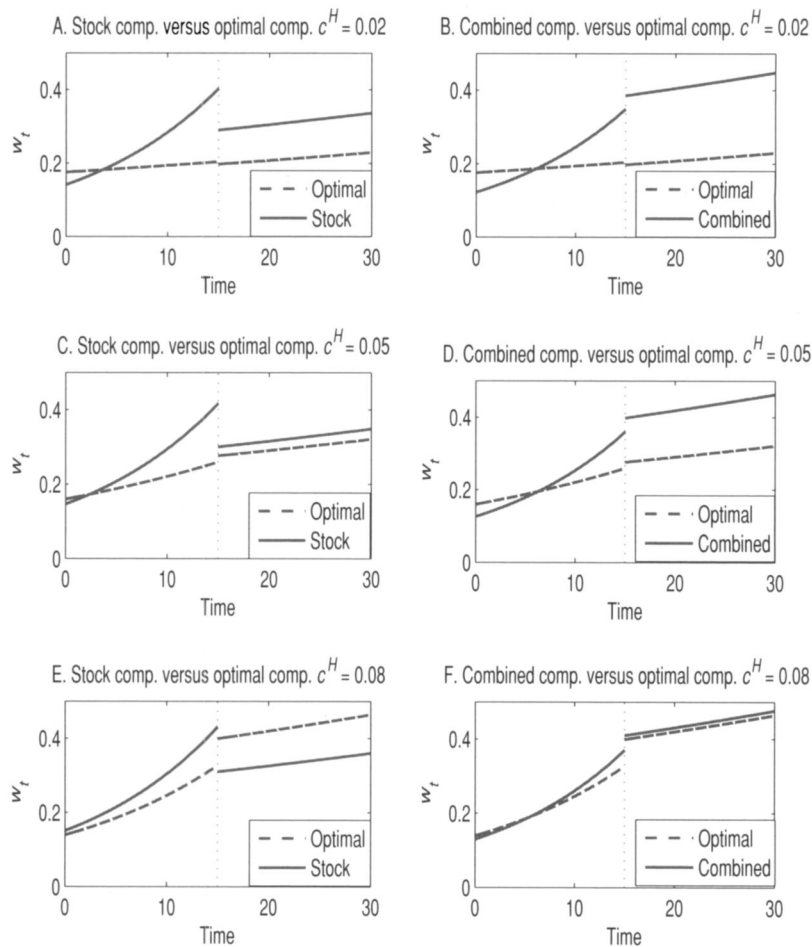 A. Stock comp. versus optimal comp. c^H = 0.02
0.4
0.2
0
w_t
0 10 20 30
Time
Optimal
Stock
B. Combined comp. versus optimal comp. c^H = 0.02
0.4
0.2
0
w_t
0 10 20 30
Time
Optimal
Combined
C. Stock comp. versus optimal comp. c^H = 0.05
0.4
0.2
0
w_t
0 10 20 30
Time
Optimal
Stock
D. Combined comp. versus optimal comp. c^H = 0.05
0.4
0.2
0
w_t
0 10 20 30
Time
Optimal
Combined
E. Stock comp. versus optimal comp. c^H = 0.08
0.4
0.2
0
w_t
0 10 20 30
Time
Optimal
Stock
F. Combined comp. versus optimal comp. c^H = 0.08
0.4
0.2
0
w_t
0 10 20 30
Time
Optimal
Combined